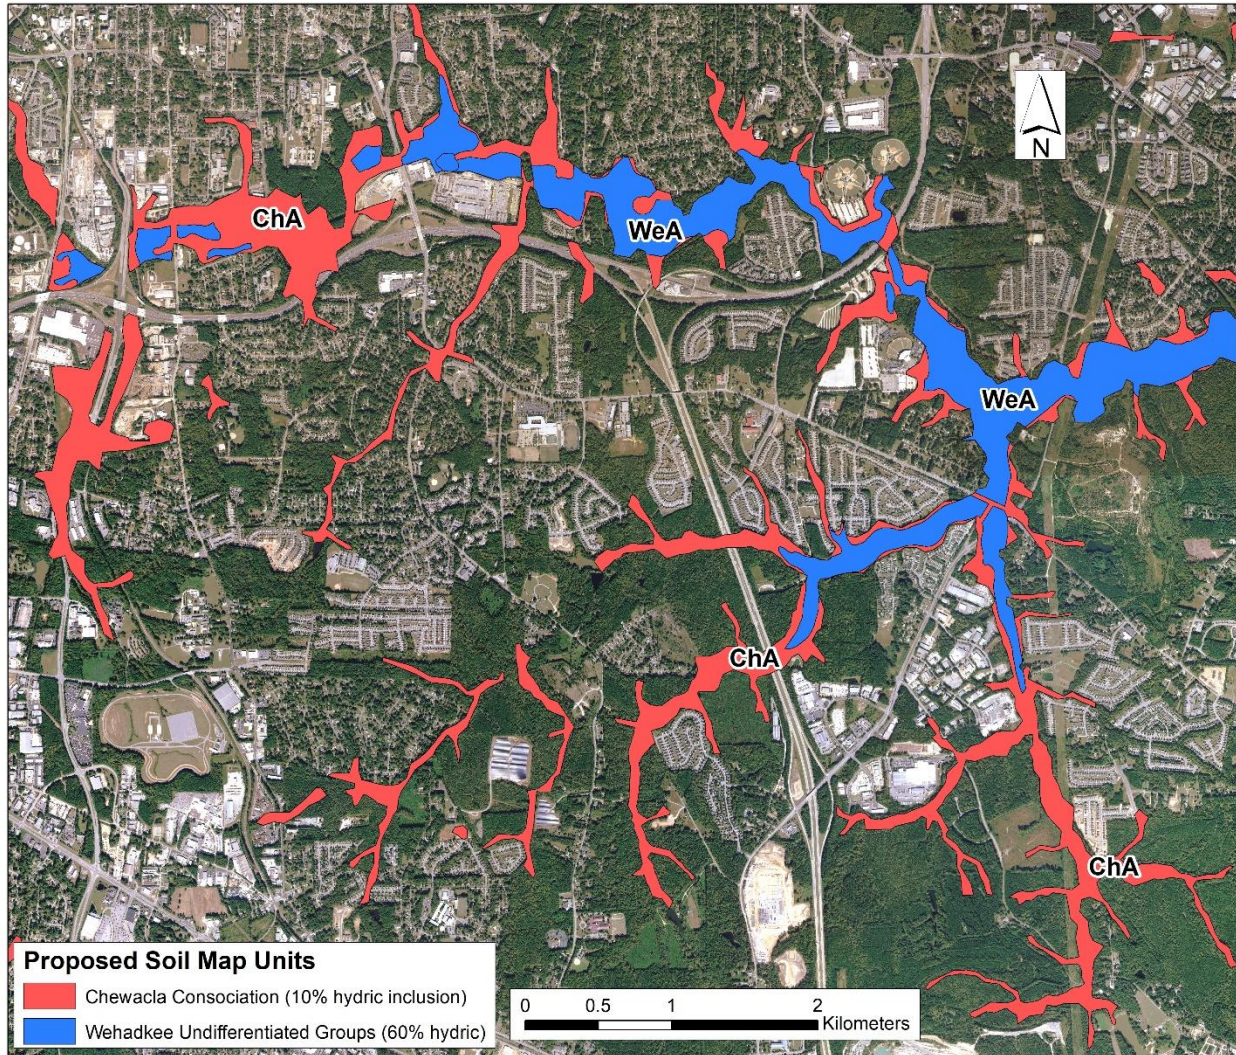 N
ChA
WeA
WeA
ChA
ChA
Proposed Soil Map Units
Chewacla Consociation (10% hydric inclusion)
Wehadkee Undifferentiated Groups (60% hydric)
0 0.5 1 2
Kilometers